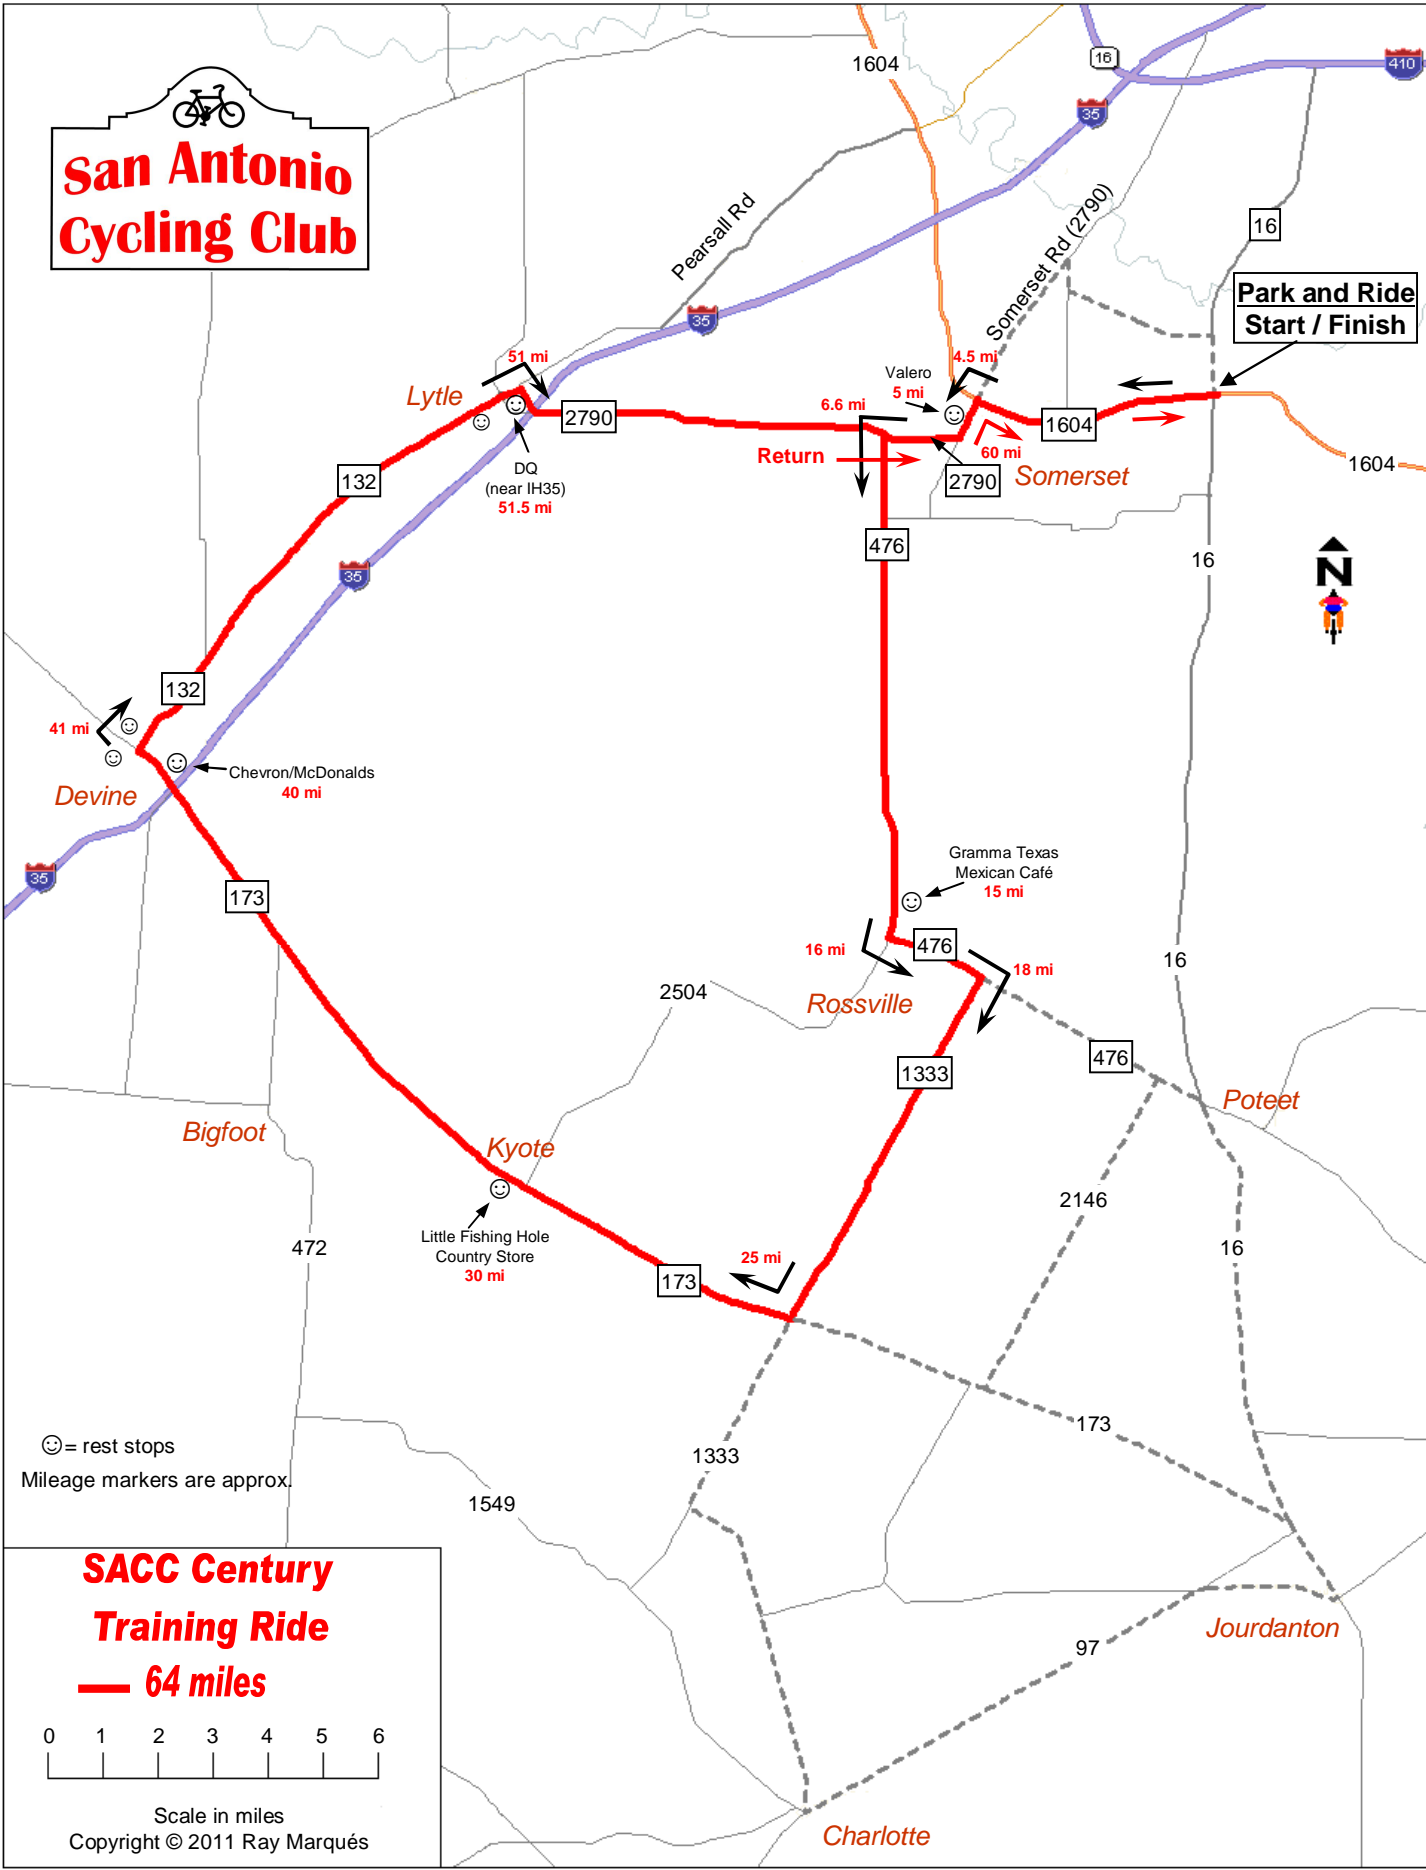 1604
16
410
35
San Antonio
Cycling Club
Pearsall Rd
Somerset Rd (2790)
16
Park and Ride
Start / Finish
35
51 mi
Lytle
4.5 mi
Valero
5 mi
6.6 mi
2790
1604
Return
60 mi
Somerset
2790
1604
132
DQ
(near IH35)
51.5 mi
476
16
N
35
132
41 mi
Chevron/McDonalds
40 mi
Devine
35
173
Gramma Texas
Mexican Café
15 mi
16 mi
476
18 mi
Rossville
2504
16
1333
476
Poteet
Bigfoot
Kyote
2146
Little Fishing Hole
Country Store
30 mi
472
25 mi
173
16
173
= rest stops
Mileage markers are approx.
1333
1549
SACC Century
Training Ride
64 miles
Jourdanton
97
0 1 2 3 4 5 6
Scale in miles
Copyright © 2011 Ray Marqués
Charlotte